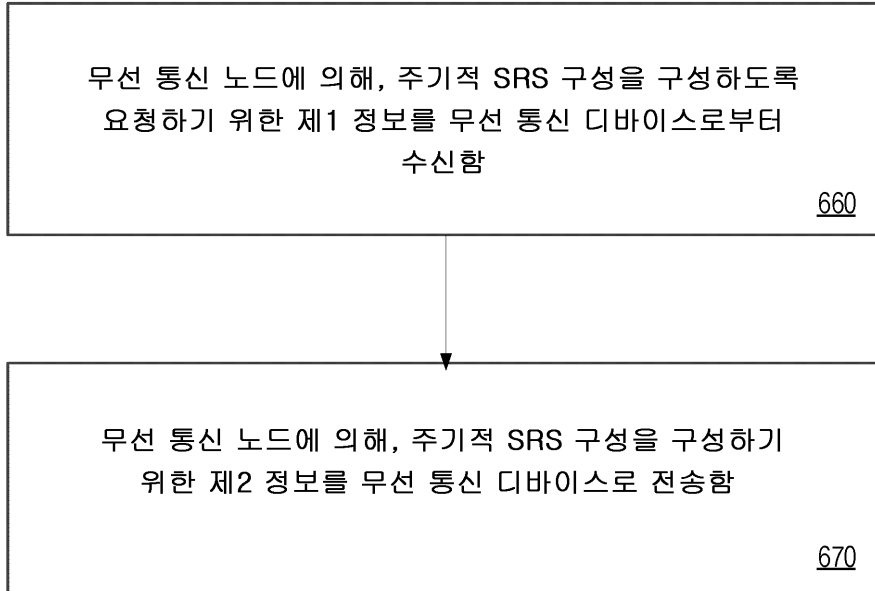 무선 통신 노드에 의해, 주기적 SRS 구성을 구성하도록
요청하기 위한 제1 정보를 무선 통신 디바이스로부터
수신함
660
무선 통신 노드에 의해, 주기적 SRS 구성을 구성하기
위한 제2 정보를 무선 통신 디바이스로 전송함
670